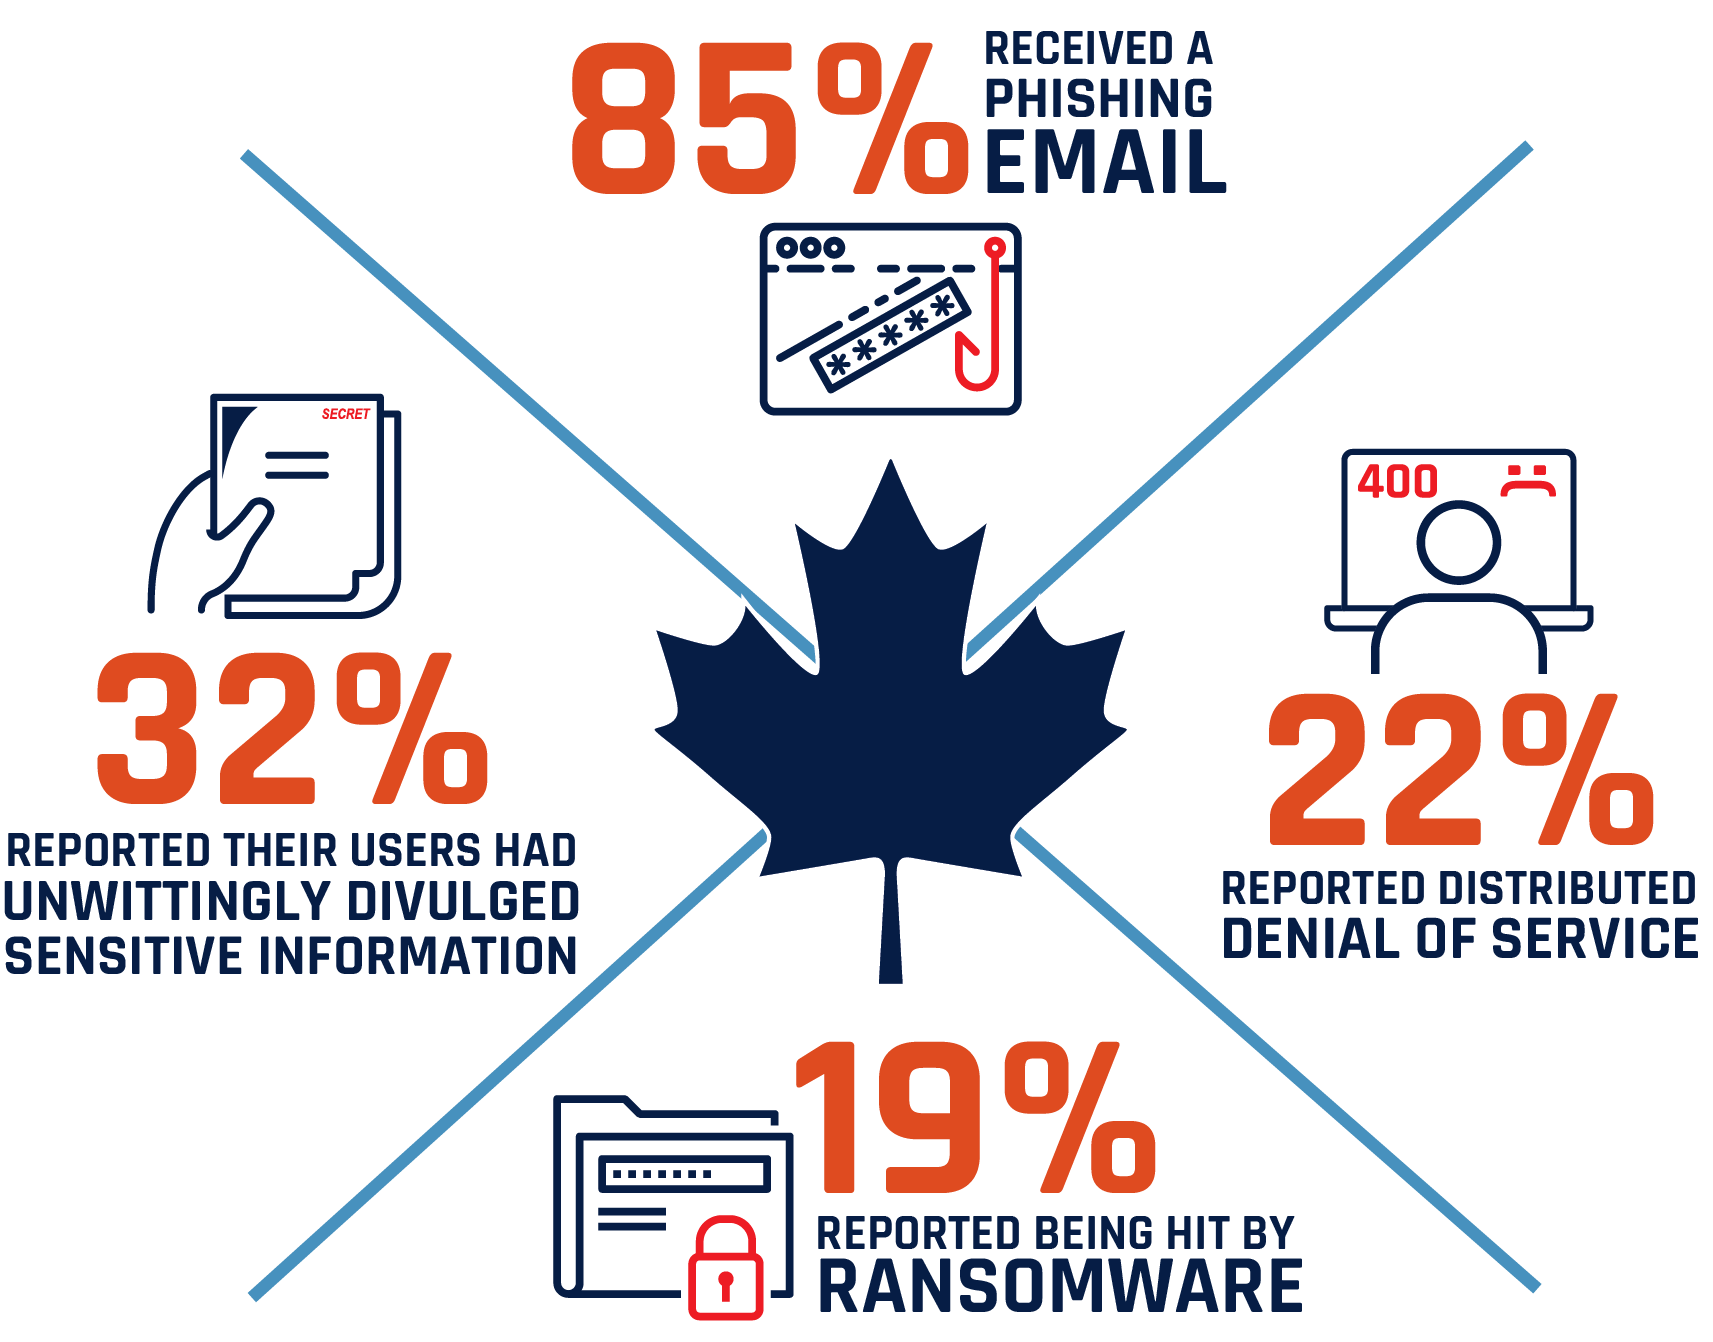 85% RECEIVED A
PHISHING
EMAIL
*****
SECRET
32%
REPORTED THEIR USERS HAD
UNWITTINGLY DIVULGED
SENSITIVE INFORMATION
400
22%
REPORTED DISTRIBUTED
DENIAL OF SERVICE
19%
REPORTED BEING HIT BY
RANSOMWARE